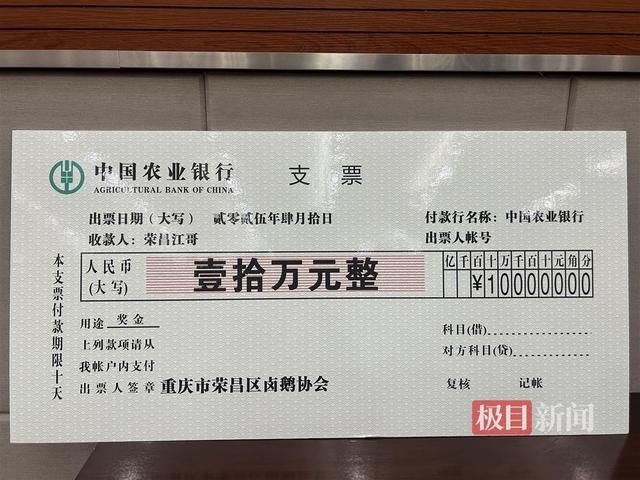 中国农业银行 支票
AGRICULTURAL BANK OF CHINA
出票日期(大写) 贰零贰伍年肆月拾日 付款行名称:中国农业银行
收款人:荣昌江哥 出票人帐号
人民币(大写) 壹拾万元整 亿千百十万千百十元角分
¥10000000
用途 奖金 科目(借)
上列款项请从 对方科目(贷)
我帐户内支付
出票人签章 重庆市荣昌区卤鹅协会 复核 记帐
本支票付款期限十天
极目新闻